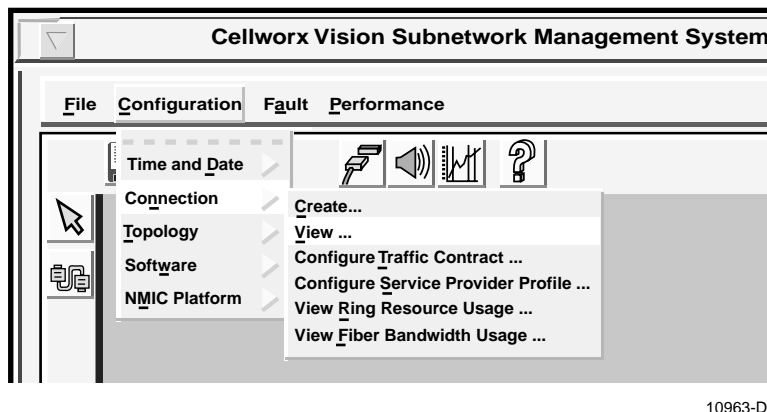 Cellworx Vision Subnetwork Management System
File Configuration Fault Performance
Time and Date
Connection
Topology
Software
NMIC Platform
Create...
View ...
Configure Traffic Contract ...
Configure Service Provider Profile ...
View Ring Resource Usage ...
View Fiber Bandwidth Usage ...
10963-D